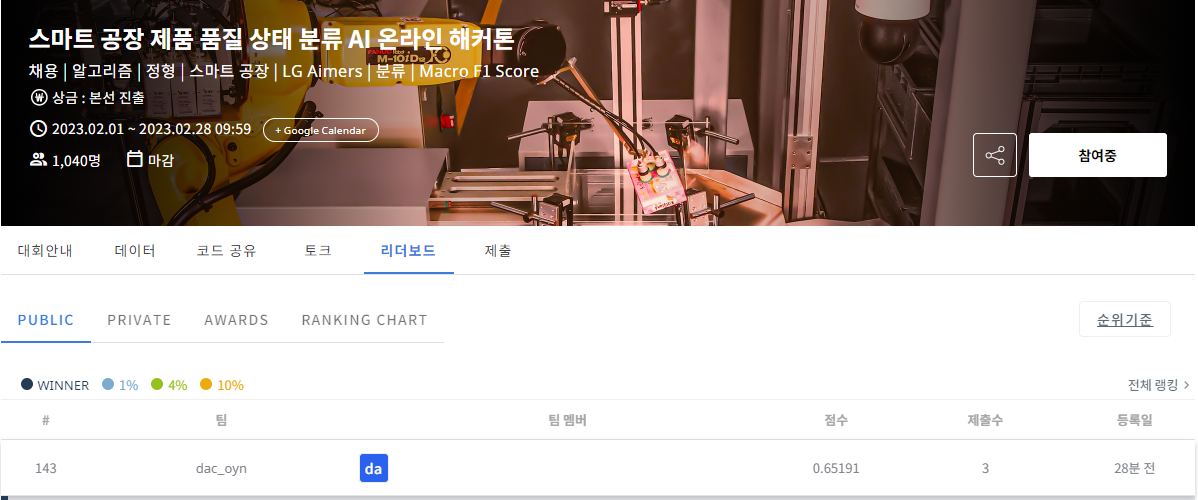 스마트 공장 제품 품질 상태 분류 AI 온라인 해커톤
채용 | 알고리즘 | 정형 | 스마트 공장 | LG Aimers | 분류 | Macro F1 Score
₩ 상금 : 본선 진출
2023.02.01 ~ 2023.02.28 09:59 + Google Calendar
1,040명 마감
참여중
대회안내 데이터 코드 공유 토크 리더보드 제출
PUBLIC PRIVATE AWARDS RANKING CHART 순위기준
WINNER 1% 4% 10% 전체 랭킹 >
# 팀 팀 멤버 점수 제출수 등록일
143 dac_oyn da 0.65191 3 28분 전